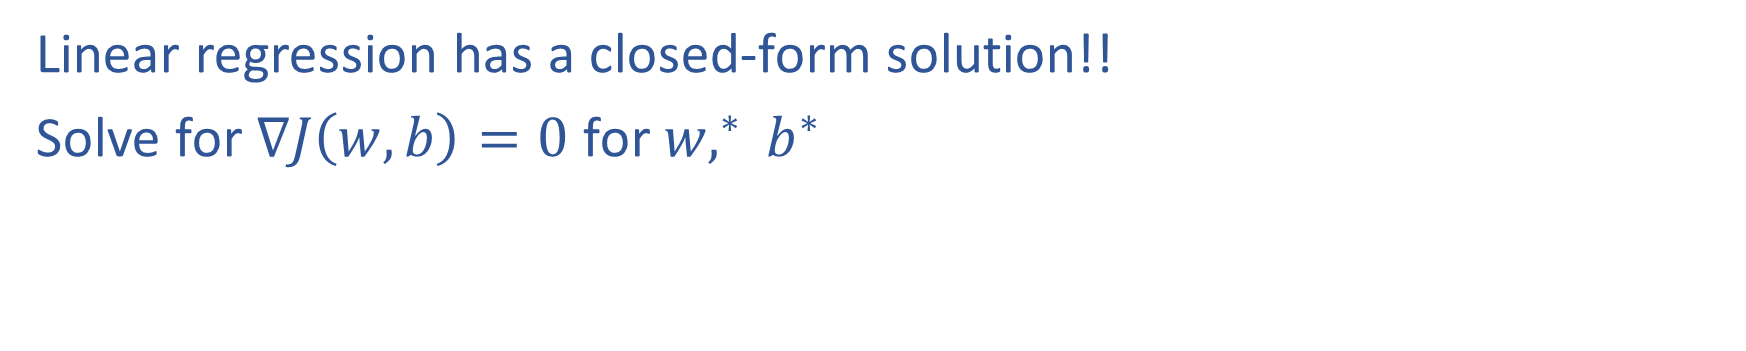 Linear regression has a closed-form solution!!
Solve for ∇J(w, b) = 0 for w,* b*